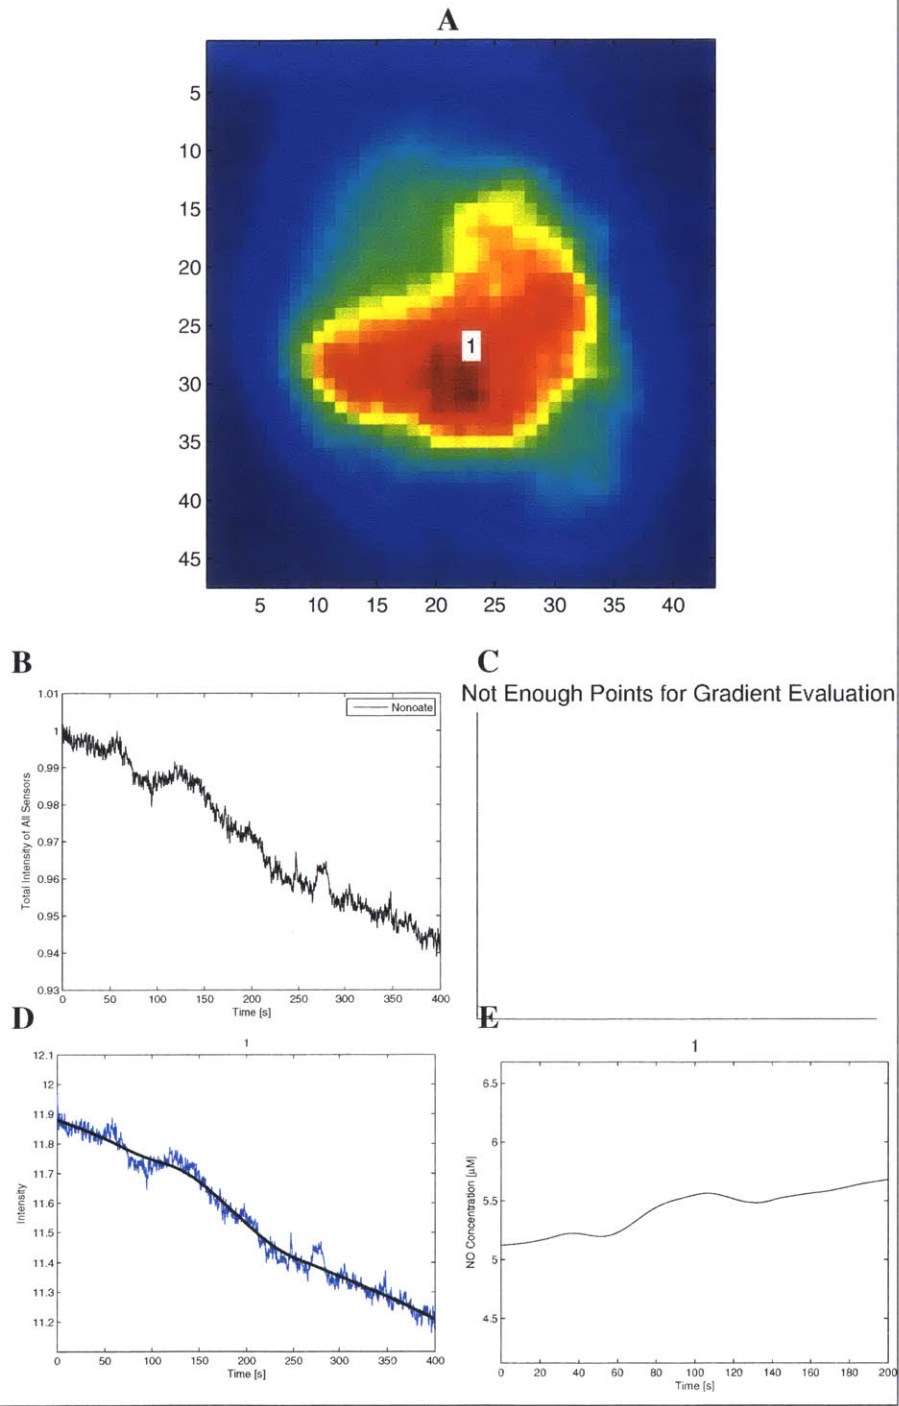 A
5
10
15
20
25
30
35
40
45
1
5 10 15 20 25 30 35 40
B
1.01
1
0.99
0.98
0.97
0.96
0.95
0.94
0.93
Total Intensity of All Sensors
Nonoate
0 50 100 150 200 250 300 350 400
Time [s]
C
Not Enough Points for Gradient Evaluation
D
1
12.1
12
11.9
11.8
11.7
11.6
11.5
11.4
11.3
11.2
Intensity
0 50 100 150 200 250 300 350 400
Time [s]
E
1
6.5
6
5.5
5
4.5
NO Concentration [μM]
0 20 40 60 80 100 120 140 160 180 200
Time [s]